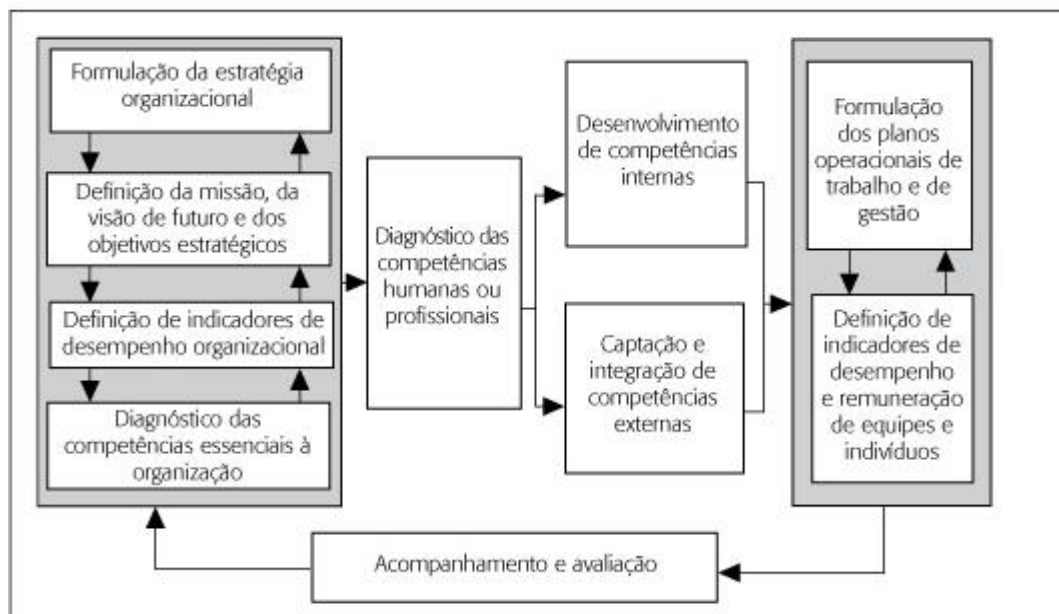 Formulação da estratégia
organizacional
Definição da missão, da
visão de futuro e dos
objetivos estratégicos
Definição de indicadores de
desempenho organizacional
Diagnóstico das
competências essenciais à
organização
Diagnóstico das
competências
humanas ou
profissionais
Desenvolvimento
de competências
internas
Captação e
integração de
competências
externas
Formulação
dos planos
operacionais de
trabalho e de
gestão
Definição de
indicadores de
desempenho
e remuneração
de equipes e
indivíduos
Acompanhamento e avaliação